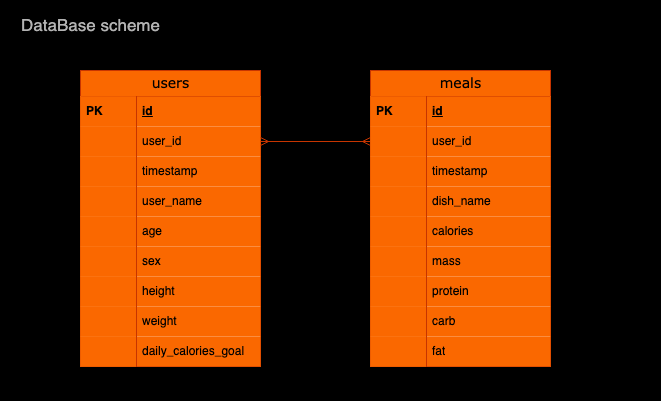 DataBase scheme
users
PK id
user_id
timestamp
user_name
age
sex
height
weight
daily_calories_goal
meals
PK id
user_id
timestamp
dish_name
calories
mass
protein
carb
fat